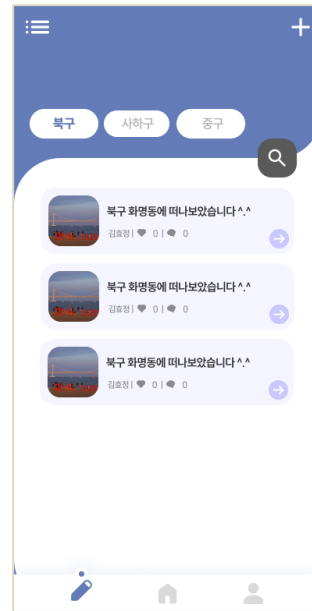 북구
사하구
중구
북구 화명동에 떠나보았습니다 ^.^
김효정 | 0 | 0
북구 화명동에 떠나보았습니다 ^.^
김효정 | 0 | 0
북구 화명동에 떠나보았습니다 ^.^
김효정 | 0 | 0